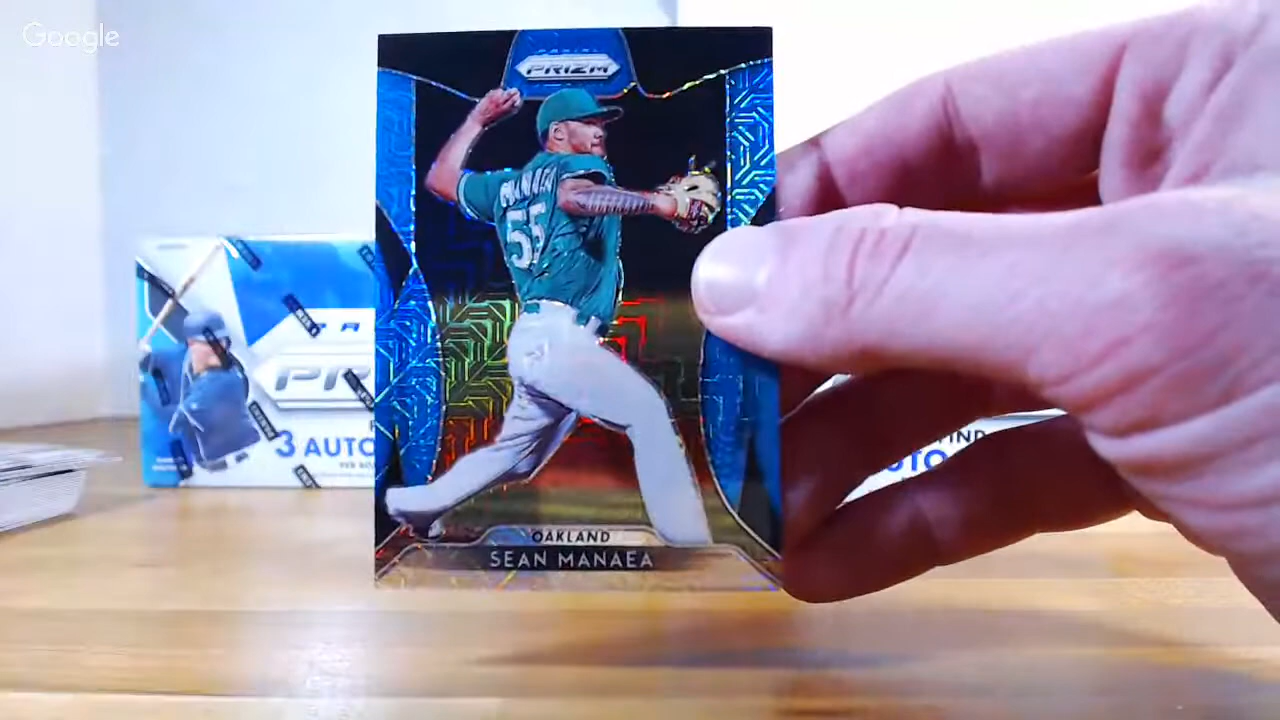 Google
PRIZM
MANAEA
55
PR
3 AUTO
FIND
AUTO
OAKLAND
SEAN MANAEA